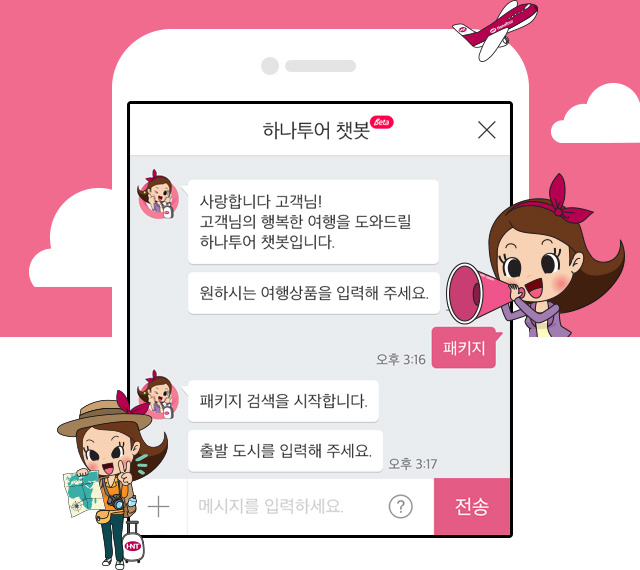 하나투어 챗봇 Beta
사랑합니다 고객님!
고객님의 행복한 여행을 도와드릴
하나투어 챗봇입니다.
원하시는 여행상품을 입력해 주세요.
패키지
오후 3:16
패키지 검색을 시작합니다.
출발 도시를 입력해 주세요.
오후 3:17
메시지를 입력하세요.
?
전송
HNT